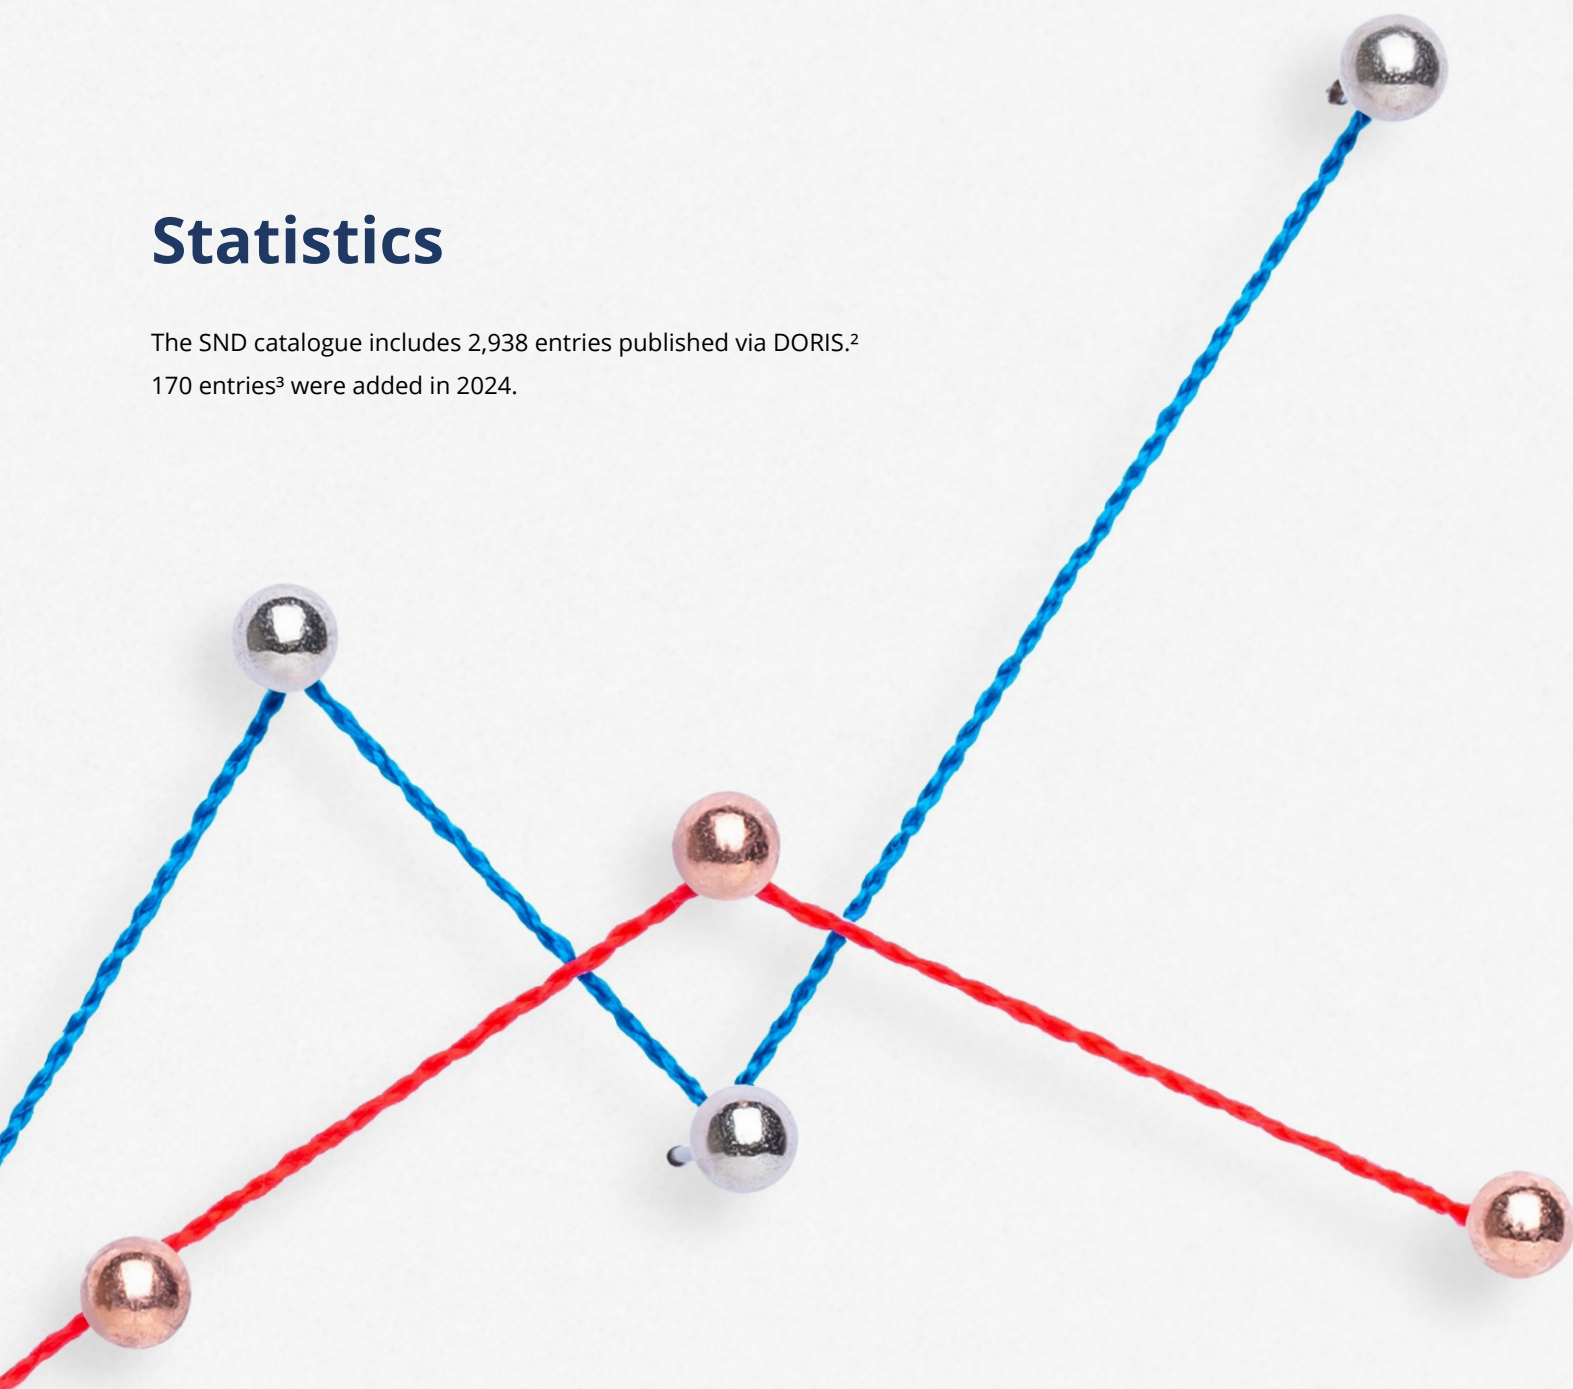 Statistics
The SND catalogue includes 2,938 entries published via DORIS.²
170 entries³ were added in 2024.